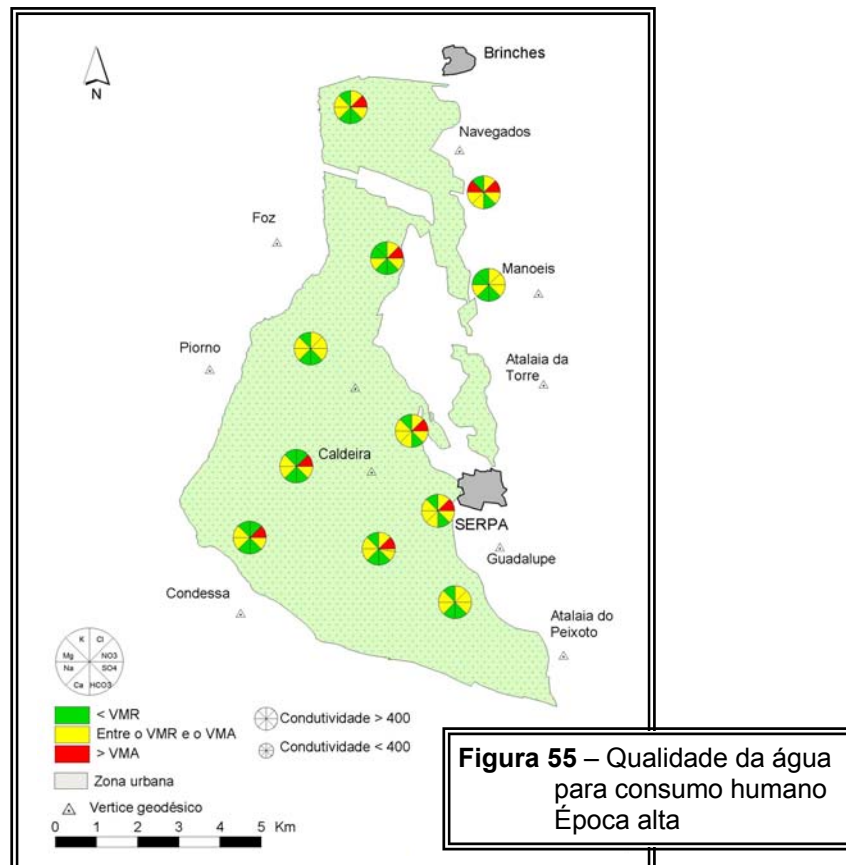 Brinches
N
Navegados
Foz
Manoeis
Piorno
Atalaia da
Torre
Caldeira
SERPA
Guadalupe
Condessa
Atalaia do
Peixoto
K Cl
Mg NO3
Na SO4
Ca HCO3
< VMR
Entre o VMR e o VMA
> VMA
Condutividade > 400
Condutividade < 400
Zona urbana
Vertice geodésico
0 1 2 3 4 5 Km
Figura 55 – Qualidade da água
para consumo humano
Época alta